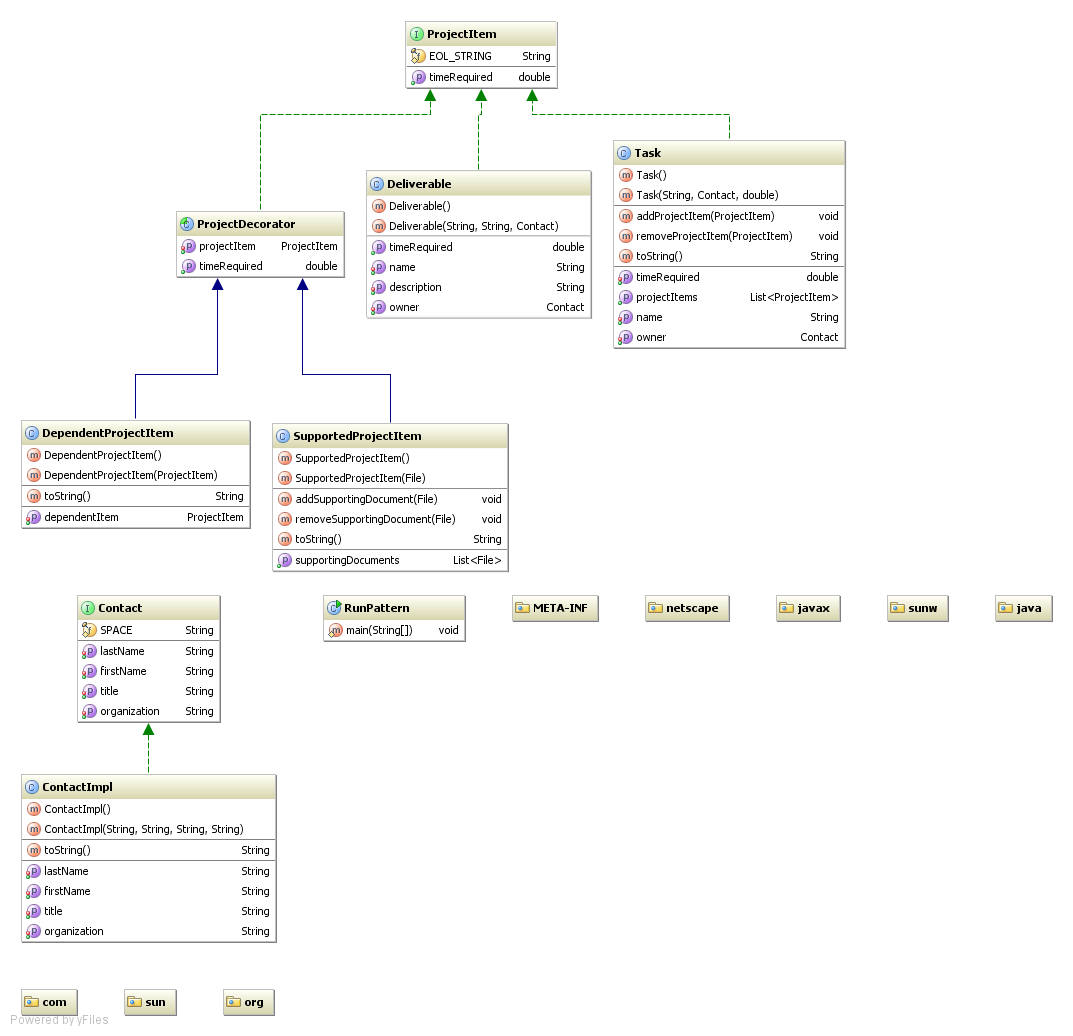 ProjectItem
EOL_STRING String
timeRequired double
Task
Task()
Task(String, Contact, double)
addProjectItem(ProjectItem) void
removeProjectItem(ProjectItem) void
toString() String
timeRequired double
projectItems List<ProjectItem>
name String
owner Contact
Deliverable
Deliverable()
Deliverable(String, String, Contact)
timeRequired double
name String
description String
owner Contact
ProjectDecorator
projectItem ProjectItem
timeRequired double
DependentProjectItem
DependentProjectItem()
DependentProjectItem(ProjectItem)
toString() String
dependentItem ProjectItem
SupportedProjectItem
SupportedProjectItem()
SupportedProjectItem(File)
addSupportingDocument(File) void
removeSupportingDocument(File) void
toString() String
supportingDocuments List<File>
Contact
SPACE String
lastName String
firstName String
title String
organization String
RunPattern
main(String[]) void
META-INF
netscape
javax
sunw
java
ContactImpl
ContactImpl()
ContactImpl(String, String, String, String)
toString() String
lastName String
firstName String
title String
organization String
com
sun
org
Powered by yFiles